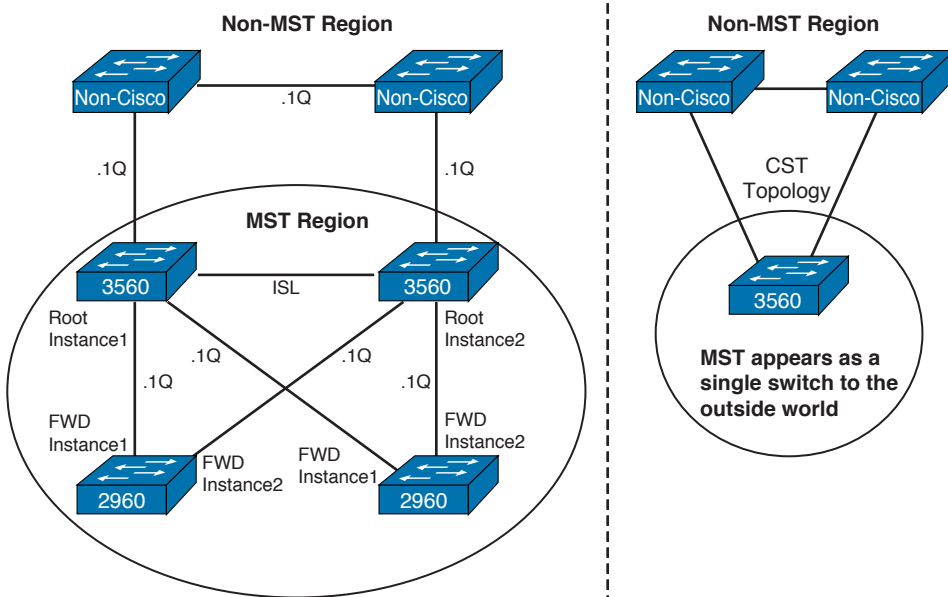 Non-MST Region
Non-Cisco
.1Q
Non-Cisco
.1Q
.1Q
MST Region
3560
ISL
3560
Root
Instance1
Root
Instance2
.1Q
.1Q
.1Q
.1Q
FWD
Instance1
FWD
Instance2
FWD
Instance1
FWD
Instance2
2960
2960
Non-MST Region
Non-Cisco
Non-Cisco
CST
Topology
3560
MST appears as a
single switch to the
outside world